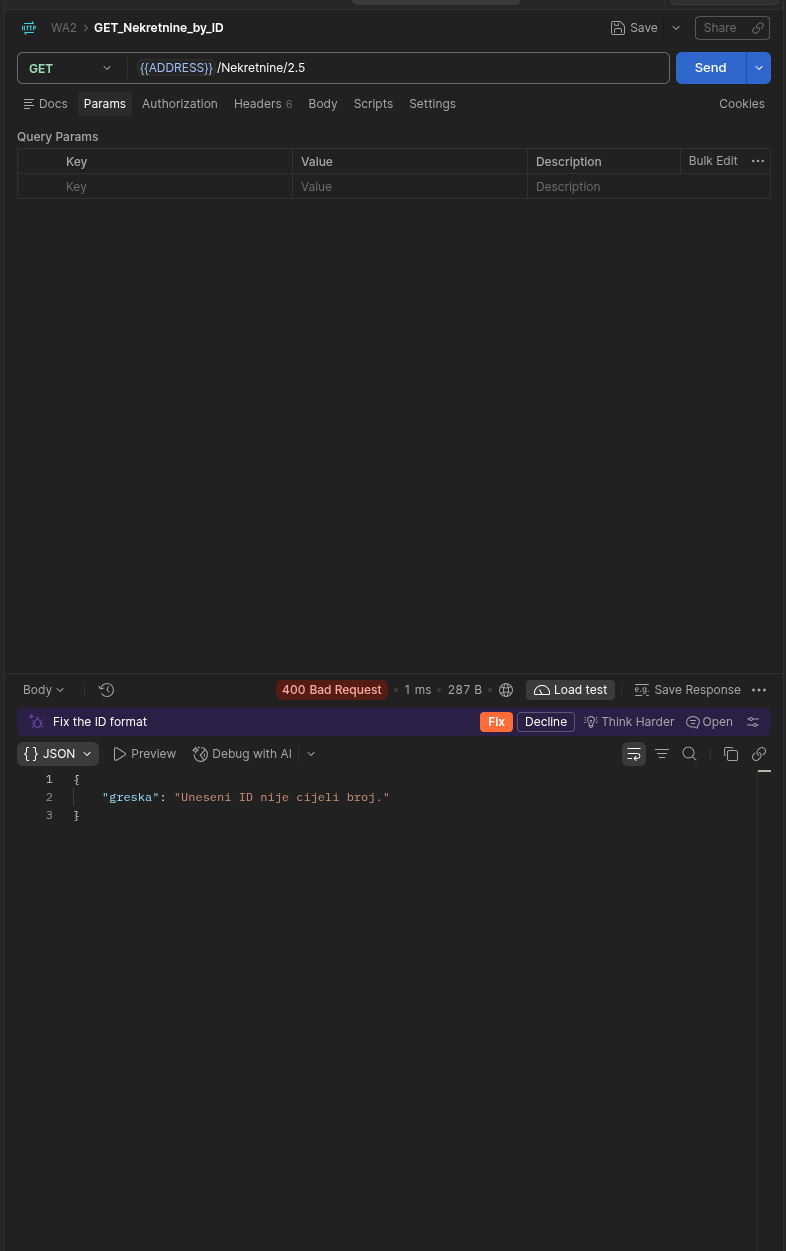 HTTP WA2 > GET_Nekretnine_by_ID Save Share
GET {{ADDRESS}} /Nekretnine/2.5 Send
Docs Params Authorization Headers 6 Body Scripts Settings Cookies
Query Params
Key Value Description Bulk Edit ...
Key Value Description
Body 400 Bad Request • 1 ms • 287 B • Load test e.g. Save Response ...
Fix the ID format Fix Decline Think Harder Open
{ } JSON Preview Debug with AI
1 {
2 "greska": "Uneseni ID nije cijeli broj."
3 }